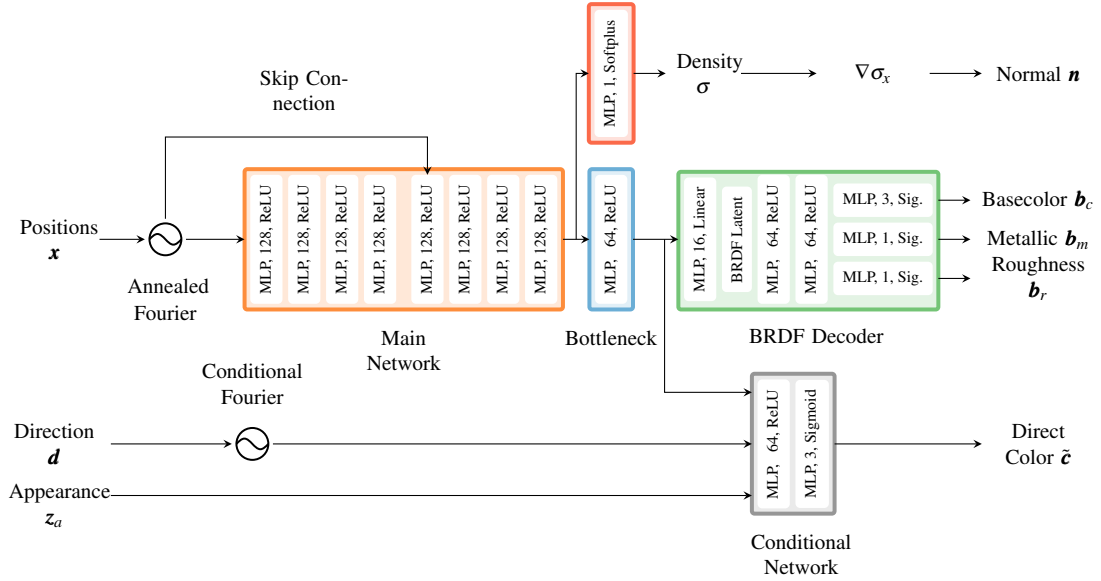 Skip Con-
nection
MLP, 1, Softplus
Density
σ
∇σₓ
Normal n
Positions
x
Annealed
Fourier
MLP, 128, ReLU
MLP, 128, ReLU
MLP, 128, ReLU
MLP, 128, ReLU
MLP, 128, ReLU
MLP, 128, ReLU
MLP, 128, ReLU
MLP, 128, ReLU
Main
Network
MLP, 64, ReLU
Bottleneck
MLP, 16, Linear
BRDF Latent
MLP, 64, ReLU
MLP, 64, ReLU
MLP, 3, Sig.
MLP, 1, Sig.
MLP, 1, Sig.
BRDF Decoder
Basecolor b_c
Metallic b_m
Roughness
b_r
Conditional
Fourier
Direction
d
Appearance
z_a
MLP, 64, ReLU
MLP, 3, Sigmoid
Conditional
Network
Direct
Color c̃